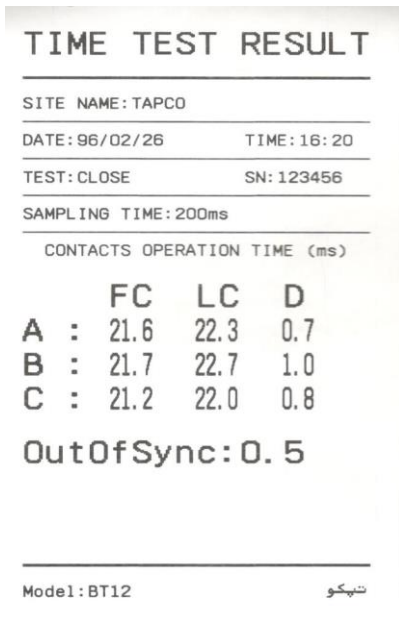 TIME TEST RESULT
SITE NAME:TAPCO
DATE:96/02/26 TIME:16:20
TEST:CLOSE SN:123456
SAMPLING TIME:200ms
CONTACTS OPERATION TIME (ms)
FC LC D
A : 21.6 22.3 0.7
B : 21.7 22.7 1.0
C : 21.2 22.0 0.8
OutOfSync:0.5
Model:BT12 تپکو